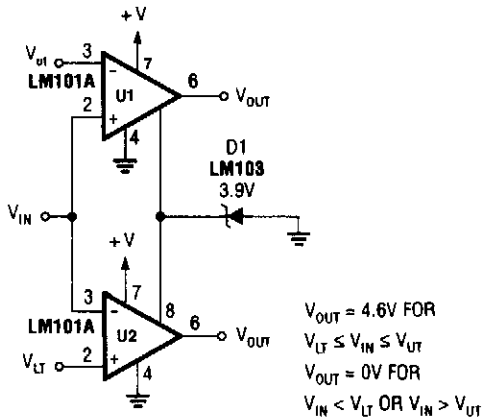 +V
V_UT 3 - 7
LM101A U1 6 V_OUT
2 +
4
D1
LM103
3.9V
V_IN
+V
3 - 7 8
LM101A U2 6 V_OUT
V_LT 2 +
4
V_OUT = 4.6V FOR
V_LT ≤ V_IN ≤ V_UT
V_OUT = 0V FOR
V_IN < V_LT OR V_IN > V_UT